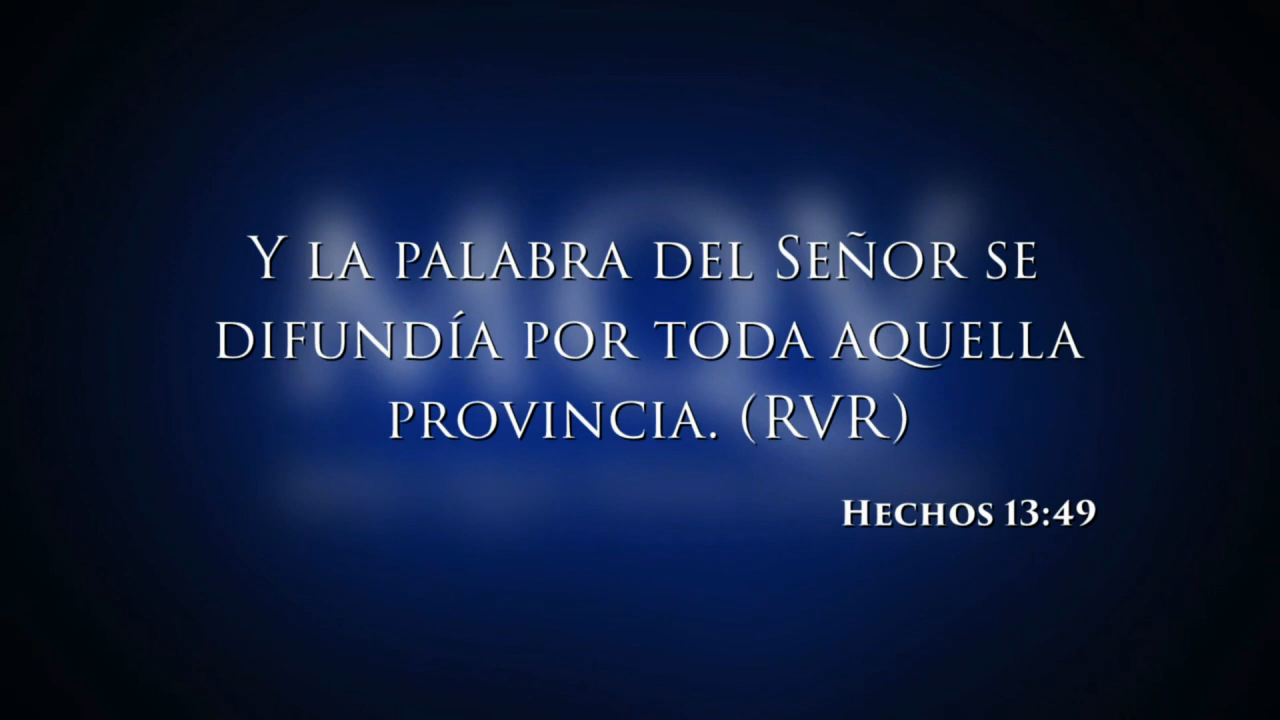 Y la palabra del Señor se
difundía por toda aquella
provincia. (RVR)
Hechos 13:49